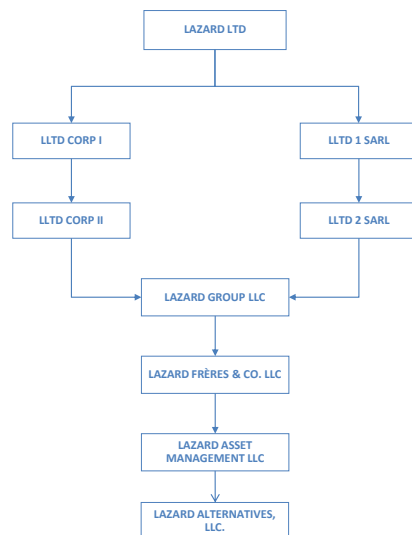 LAZARD LTD
LLTD CORP I
LLTD 1 SARL
LLTD CORP II
LLTD 2 SARL
LAZARD GROUP LLC
LAZARD FRÈRES & CO. LLC
LAZARD ASSET
MANAGEMENT LLC
LAZARD ALTERNATIVES,
LLC.